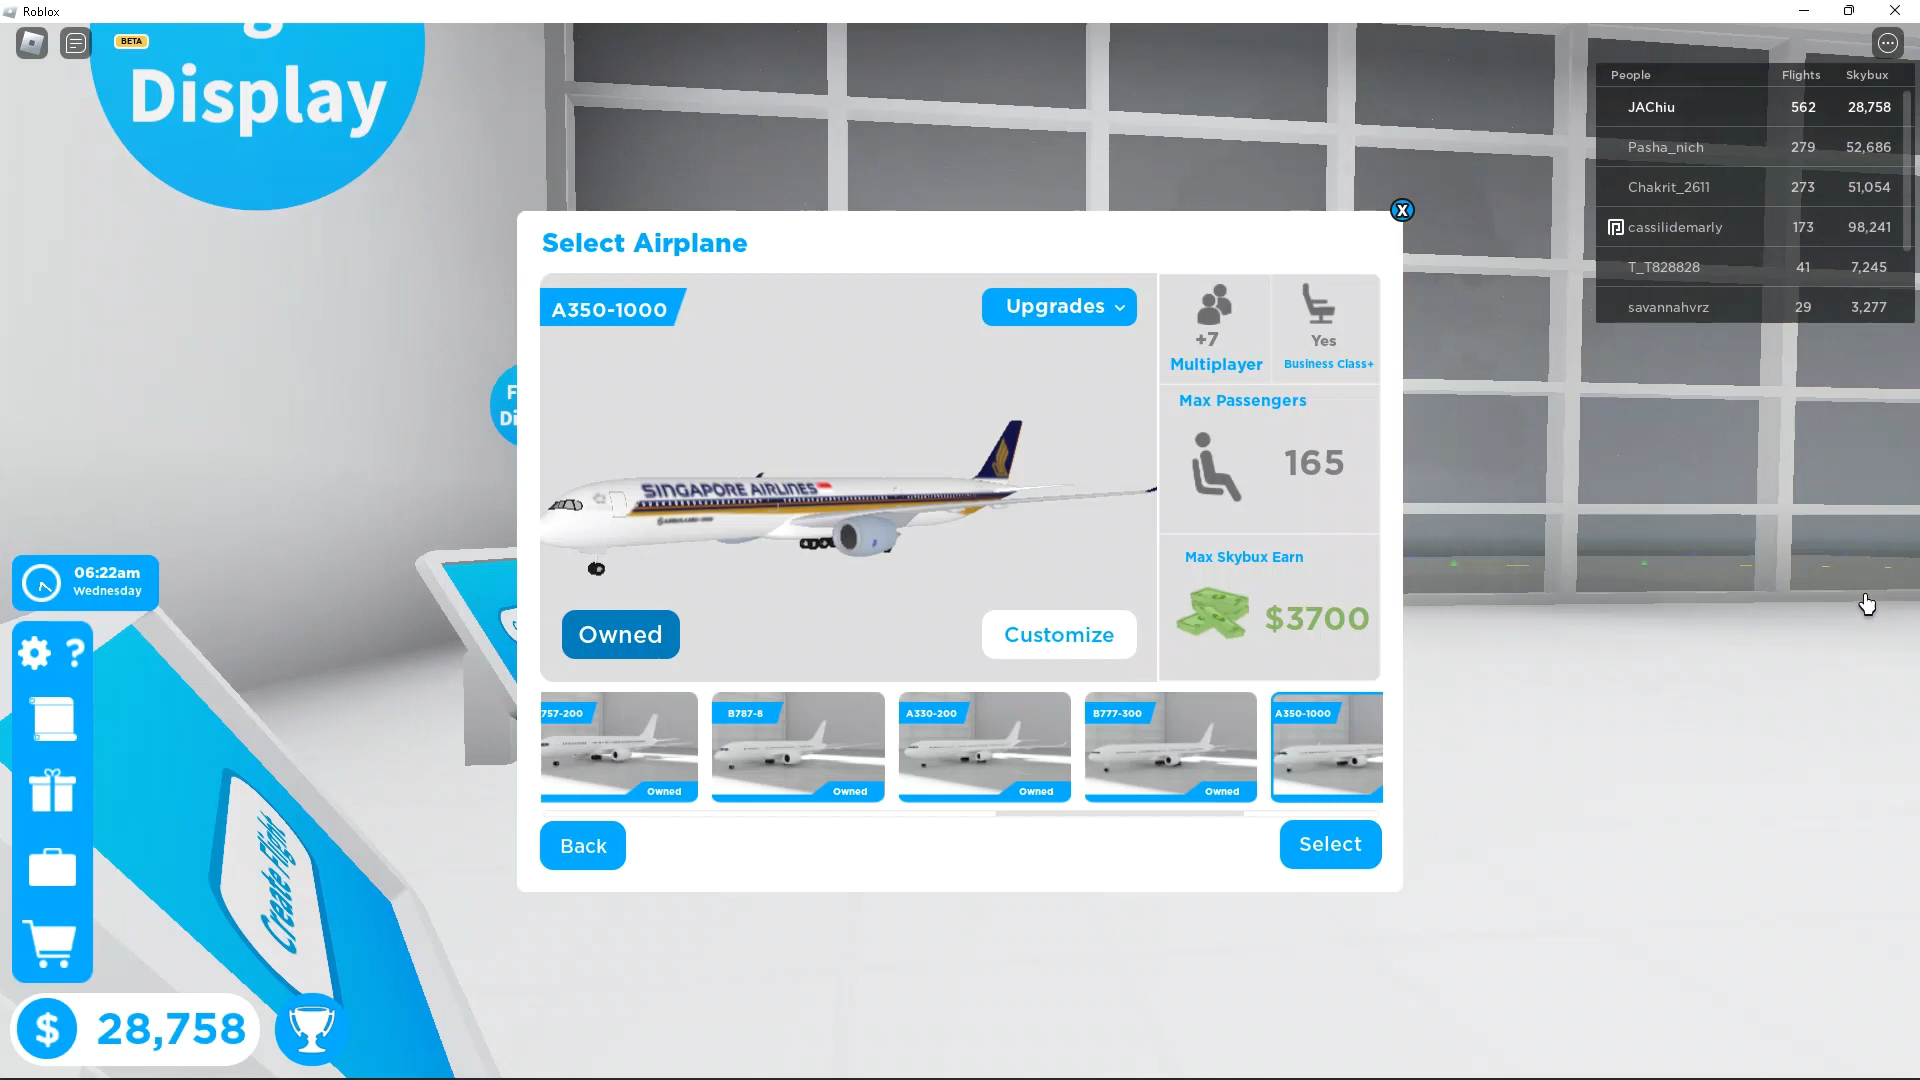 Roblox
BETA
g
Display
People Flights Skybux
JAChiu 562 28,758
Pasha_nich 279 52,686
Chakrit_2611 273 51,054
cassilidemarly 173 98,241
T_T828828 41 7,245
savannahvrz 29 3,277
X
Select Airplane
A350-1000
Upgrades
+7
Multiplayer
Yes
Business Class+
Max Passengers
165
F
Di
SINGAPORE AIRLINES
Max Skybux Earn
$3700
Owned
Customize
06:22am
Wednesday
?
757-200
Owned
B787-8
Owned
A330-200
Owned
B777-300
Owned
A350-1000
Back
Select
Create Flight
$ 28,758